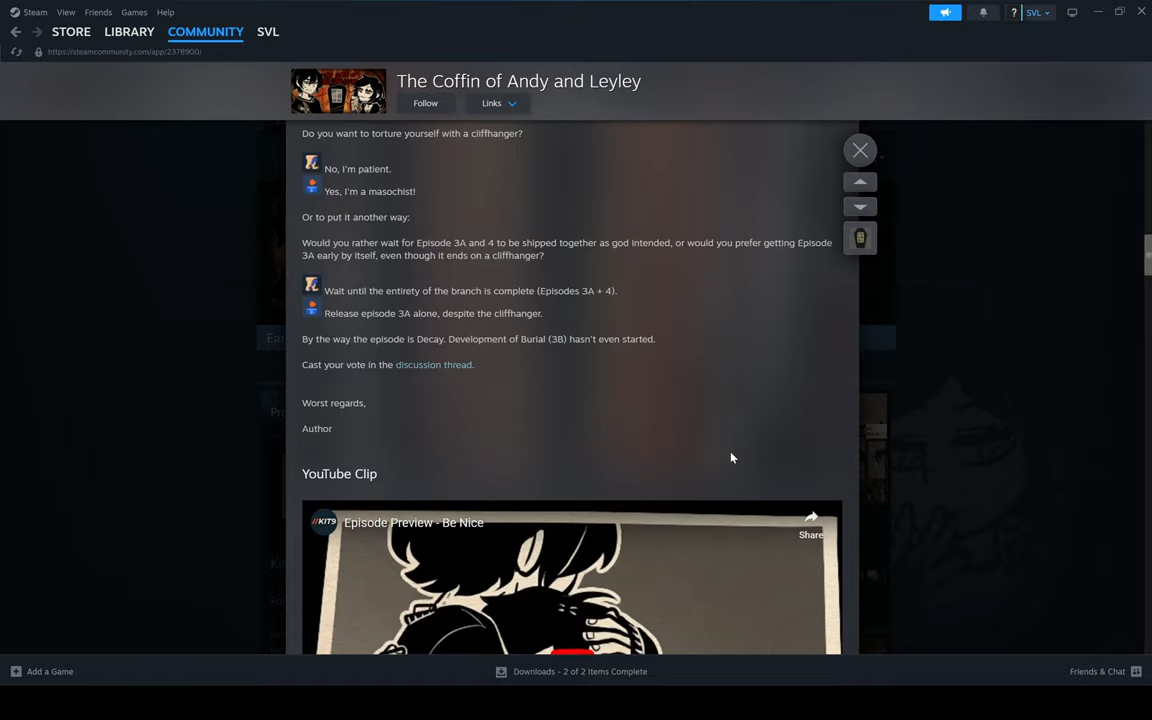 Steam View Friends Games Help
? SVL
STORE LIBRARY COMMUNITY SVL
https://steamcommunity.com/app/2378900/
The Coffin of Andy and Leyley
Follow Links
Do you want to torture yourself with a cliffhanger?
No, I'm patient.
Yes, I'm a masochist!
Or to put it another way:
Would you rather wait for Episode 3A and 4 to be shipped together as god intended, or would you prefer getting Episode
3A early by itself, even though it ends on a cliffhanger?
Wait until the entirety of the branch is complete (Episodes 3A + 4).
Release episode 3A alone, despite the cliffhanger.
By the way the episode is Decay. Development of Burial (3B) hasn't even started.
Cast your vote in the discussion thread.
Worst regards,
Author
YouTube Clip
//KIT9 Episode Preview - Be Nice
Share
Add a Game Downloads - 2 of 2 Items Complete Friends & Chat